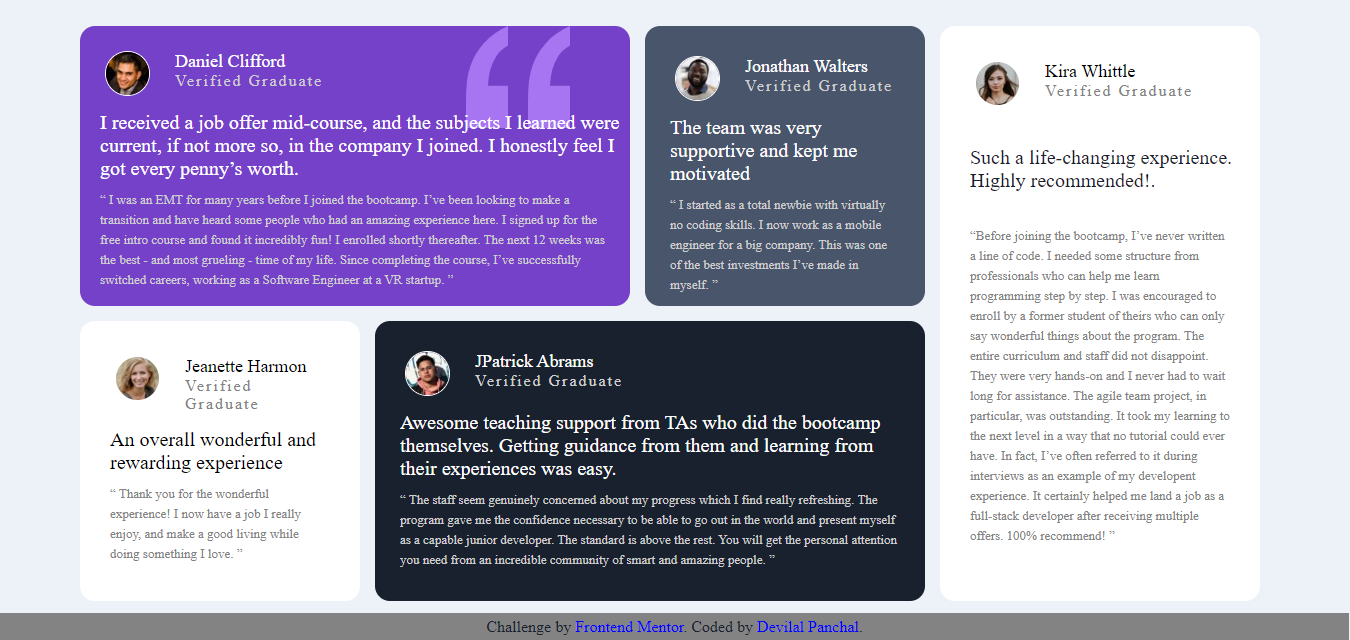 Daniel Clifford
Verified Graduate
I received a job offer mid-course, and the subjects I learned were
current, if not more so, in the company I joined. I honestly feel I
got every penny’s worth.
“ I was an EMT for many years before I joined the bootcamp. I’ve been looking to make a
transition and have heard some people who had an amazing experience here. I signed up for the
free intro course and found it incredibly fun! I enrolled shortly thereafter. The next 12 weeks was
the best - and most grueling - time of my life. Since completing the course, I’ve successfully
switched careers, working as a Software Engineer at a VR startup. ”
Jonathan Walters
Verified Graduate
The team was very
supportive and kept me
motivated
“ I started as a total newbie with virtually
no coding skills. I now work as a mobile
engineer for a big company. This was one
of the best investments I’ve made in
myself. ”
Kira Whittle
Verified Graduate
Such a life-changing experience.
Highly recommended!.
“Before joining the bootcamp, I’ve never written
a line of code. I needed some structure from
professionals who can help me learn
programming step by step. I was encouraged to
enroll by a former student of theirs who can only
say wonderful things about the program. The
entire curriculum and staff did not disappoint.
They were very hands-on and I never had to wait
long for assistance. The agile team project, in
particular, was outstanding. It took my learning to
the next level in a way that no tutorial could ever
have. In fact, I’ve often referred to it during
interviews as an example of my developent
experience. It certainly helped me land a job as a
full-stack developer after receiving multiple
offers. 100% recommend! ”
Jeanette Harmon
Verified
Graduate
An overall wonderful and
rewarding experience
“ Thank you for the wonderful
experience! I now have a job I really
enjoy, and make a good living while
doing something I love. ”
JPatrick Abrams
Verified Graduate
Awesome teaching support from TAs who did the bootcamp
themselves. Getting guidance from them and learning from
their experiences was easy.
“ The staff seem genuinely concerned about my progress which I find really refreshing. The
program gave me the confidence necessary to be able to go out in the world and present myself
as a capable junior developer. The standard is above the rest. You will get the personal attention
you need from an incredible community of smart and amazing people. ”
Challenge by Frontend Mentor. Coded by Devilal Panchal.